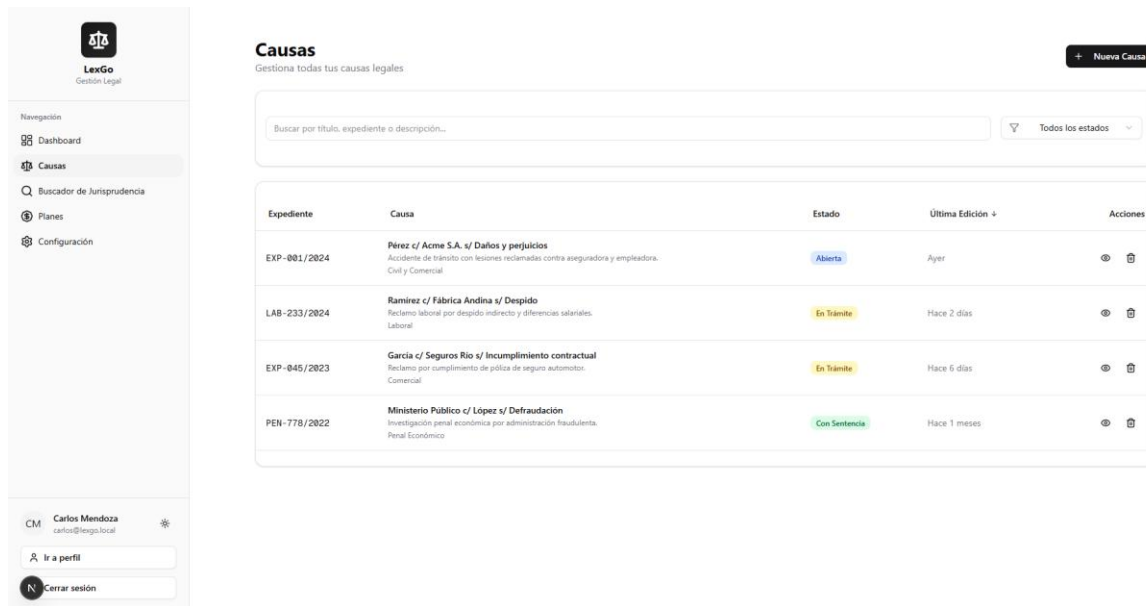 LexGo
Gestión Legal
Navegación
Dashboard
Causas
Buscador de Jurisprudencia
Planes
Configuración
CM
Carlos Mendoza
carlos@lexgo.local
Ir a perfil
N
Cerrar sesión
Causas
Gestiona todas tus causas legales
+ Nueva Causa
Buscar por título, expediente o descripción...
Todos los estados
Expediente Causa Estado Última Edición ↓ Acciones
Pérez c/ Acme S.A. s/ Daños y perjuicios
EXP-001/2024 Accidente de tránsito con lesiones reclamadas contra aseguradora y empleadora. Abierta Ayer
Civil y Comercial
Ramírez c/ Fábrica Andina s/ Despido
LAB-233/2024 Reclamo laboral por despido indirecto y diferencias salariales. En Trámite Hace 2 días
Laboral
García c/ Seguros Río s/ Incumplimiento contractual
EXP-045/2023 Reclamo por cumplimiento de póliza de seguro automotor. En Trámite Hace 6 días
Comercial
Ministerio Público c/ López s/ Defraudación
PEN-778/2022 Investigación penal económica por administración fraudulenta. Con Sentencia Hace 1 meses
Penal Económico